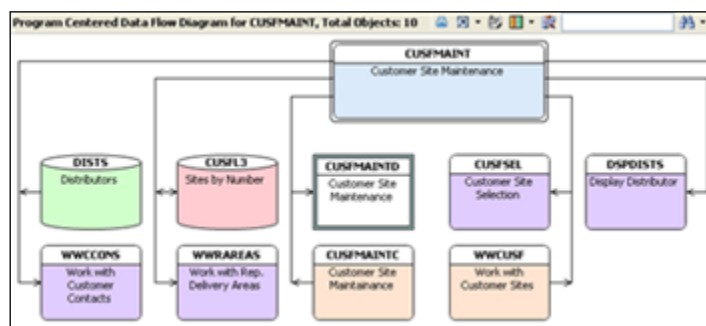 Program Centered Data Flow Diagram for CUSFMAINT, Total Objects: 10
CUSFMAINT
Customer Site Maintenance
DISTS
Distributors
CUSFL3
Sites by Number
CUSFMAINTD
Customer Site
Maintenance
CUSFSEL
Customer Site
Selection
DSPDISTS
Display Distributor
WWCCONS
Work with
Customer
Contacts
WWRAREAS
Work with Rep.
Delivery Areas
CUSFMAINTC
Customer Site
Maintainance
WWCUSF
Work with
Customer Sites